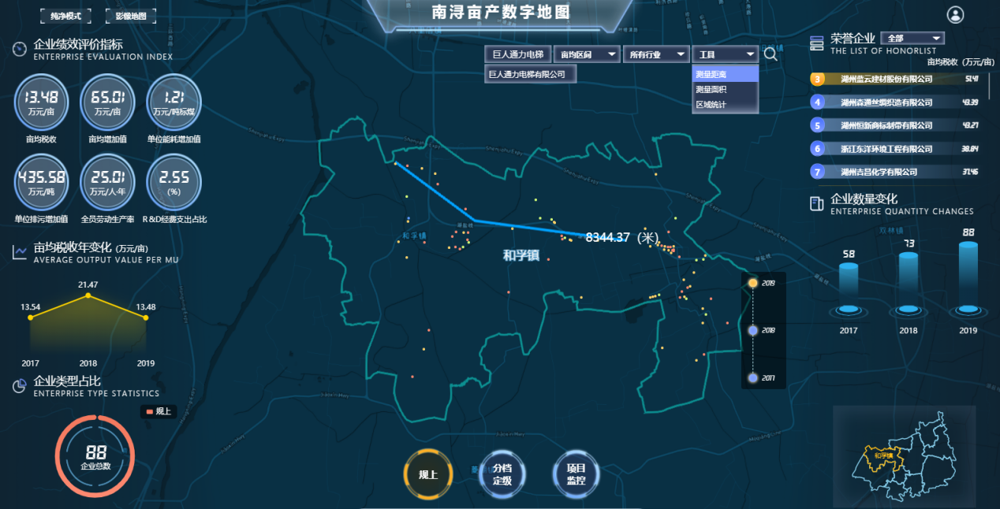 纯净模式
影像地图
南浔亩产数字地图
企业绩效评价指标
ENTERPRISE EVALUATION INDEX
13.48
万元/亩
亩均税收
65.01
万元/亩
亩均增加值
1.21
万元/吨标煤
单位能耗增加值
435.58
万元/吨
单位排污增加值
25.01
万元/人·年
全员劳动生产率
2.55
(%)
R&D经费支出占比
亩均税收年变化 (万元/亩)
AVERAGE OUTPUT VALUE PER MU
21.47
13.54
13.48
2017
2018
2019
企业类型占比
ENTERPRISE TYPE STATISTICS
规上
88
企业总数
巨人通力电梯
亩均区间
所有行业
工具
巨人通力电梯有限公司
测量距离
测量面积
区域统计
8344.37 (米)
和孚镇
和孚镇
2019
2018
2017
规上
分档
定级
项目
监控
荣誉企业
全部
THE LIST OF HONORLIST
亩均税收 (万元/亩)
3 湖州蓝云建材股份有限公司 51.41
4 湖州森通丝绸织造有限公司 49.39
5 湖州恒新商标制带有限公司 49.27
6 浙江东洋环境工程有限公司 38.84
7 湖州吉昌化学有限公司 37.46
企业数量变化
ENTERPRISE QUANTITY CHANGES
双林镇
58
73
88
2017
2018
2019
和孚镇